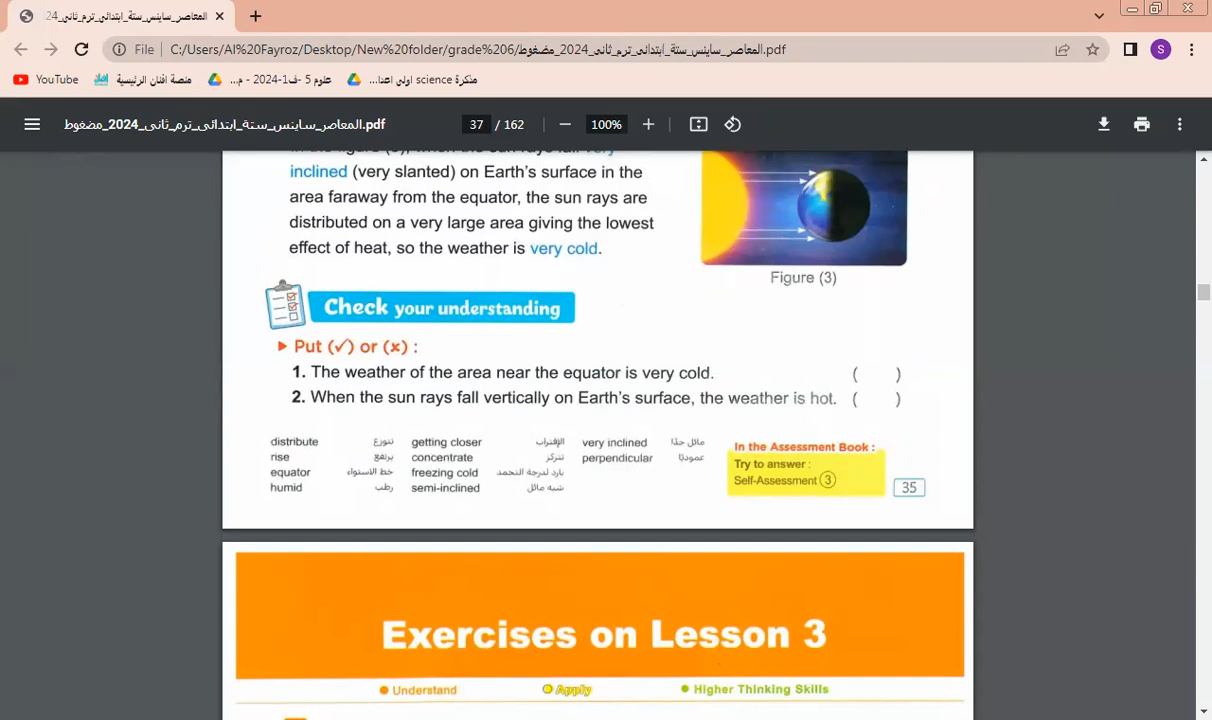 المعاصر_ساينس_ستة_ابتدائى_ترم_ثانى_24
File
C:/Users/Al%20Fayroz/Desktop/New%20folder/grade%206/المعاصر_ساينس_ستة_ابتدائى_ترم_ثانى_2024_مضغوط.pdf
S
YouTube
منصة افنان الرئيسية
علوم 5 -ف1-2024 - م...
مذكرة science اولي اعدا...
المعاصر_ساينس_ستة_ابتدائى_ترم_ثانى_2024_مضغوط.pdf
37 / 162
100%
inclined (very slanted) on Earth's surface in the
area faraway from the equator, the sun rays are
distributed on a very large area giving the lowest
effect of heat, so the weather is very cold.
Figure (3)
Check your understanding
Put (✓) or (✗) :
1. The weather of the area near the equator is very cold. ( )
2. When the sun rays fall vertically on Earth's surface, the weather is hot. ( )
distribute تتوزع getting closer الإقتراب very inclined مائل جدًا
rise يرتفع concentrate تتركز perpendicular عموديًا
equator خط الاستواء freezing cold بارد لدرجة التجمد
humid رطب semi-inclined شبه مائل
In the Assessment Book :
Try to answer :
Self-Assessment 3
35
Exercises on Lesson 3
Understand Apply Higher Thinking Skills